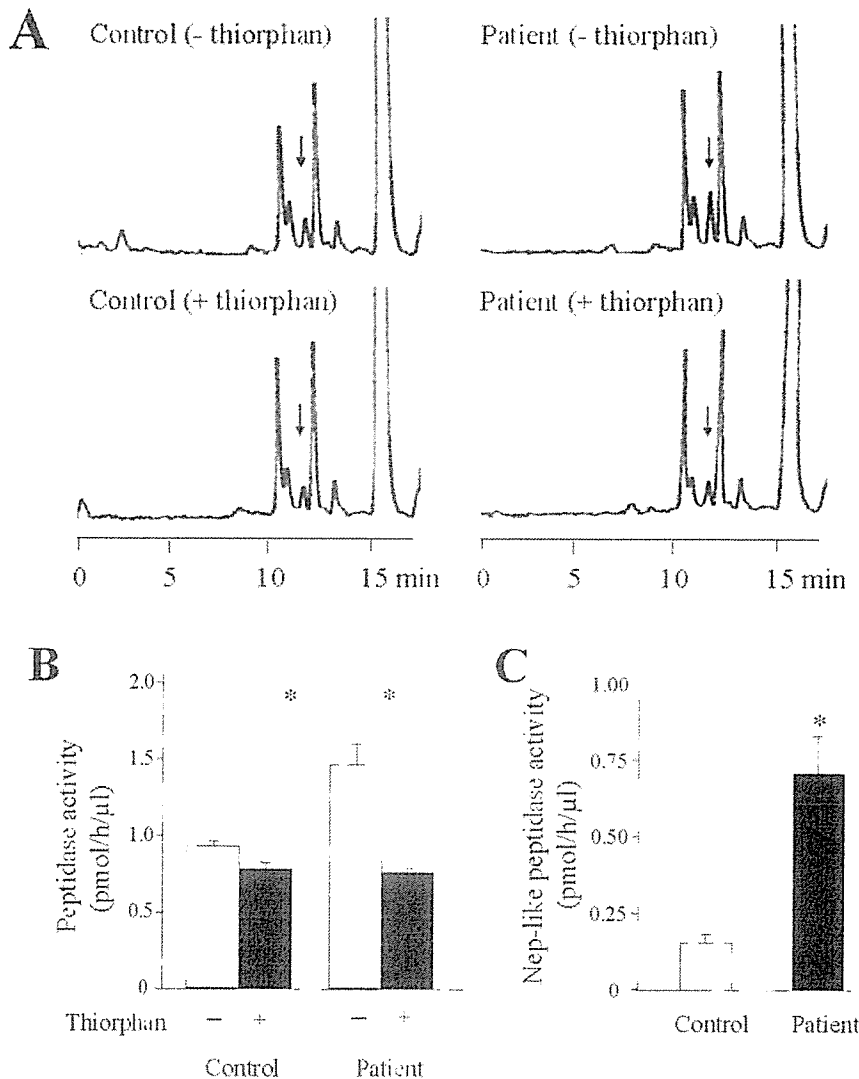 A
Control (- thiorphan)
Patient (- thiorphan)
Control (+ thiorphan)
Patient (+ thiorphan)
0 5 10 15 min
0 5 10 15 min
B
Peptidase activity
(pmol/h/µl)
2.0
1.5
1.0
0.5
0
* *
Thiorphan − + − +
Control Patient
C
Nep-like peptidase activity
(pmol/h/µl)
1.00
0.75
0.50
0.25
0
*
Control Patient